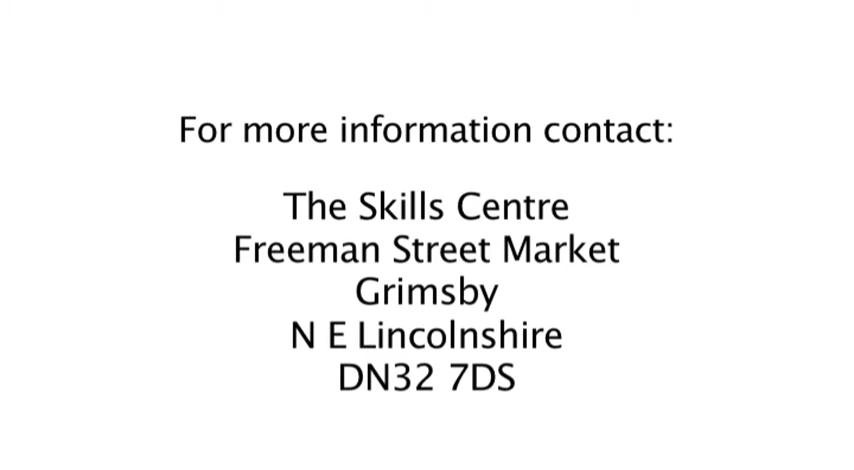 For more information contact:
The Skills Centre
Freeman Street Market
Grimsby
N E Lincolnshire
DN32 7DS